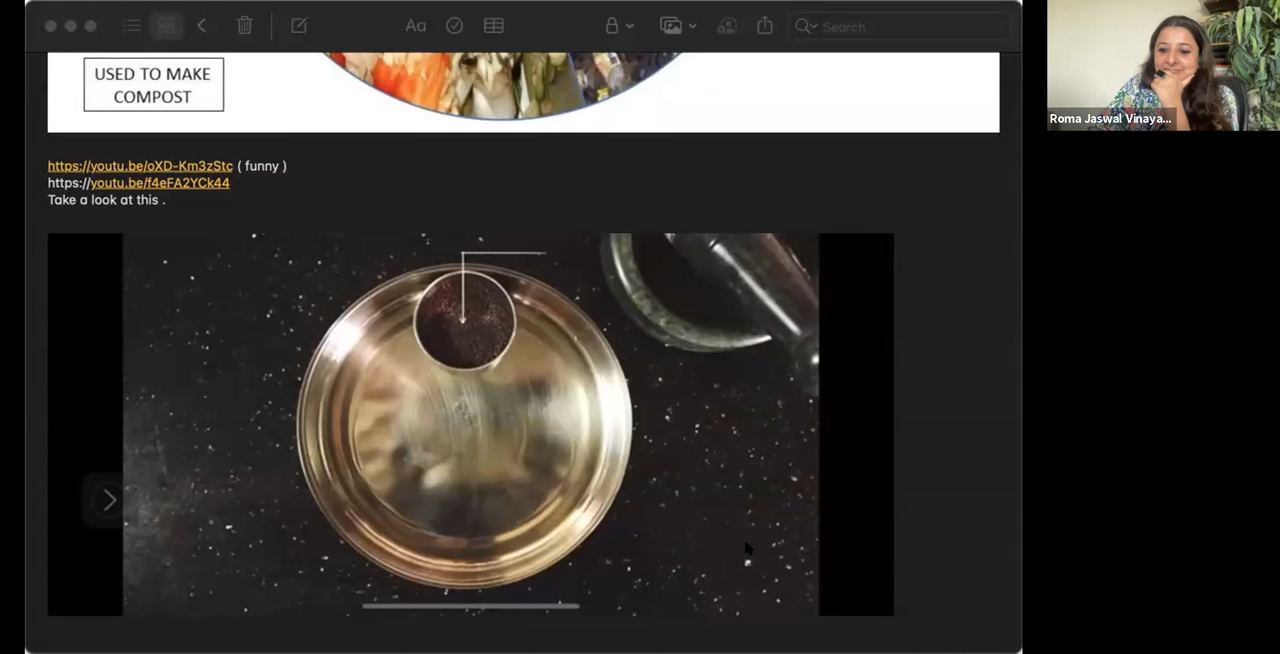 Aa
Search
USED TO MAKE
COMPOST
https://youtu.be/oXD-Km3zStc ( funny )
https://youtu.be/f4eFA2YCk44
Take a look at this .
Roma Jaswal Vinaya...